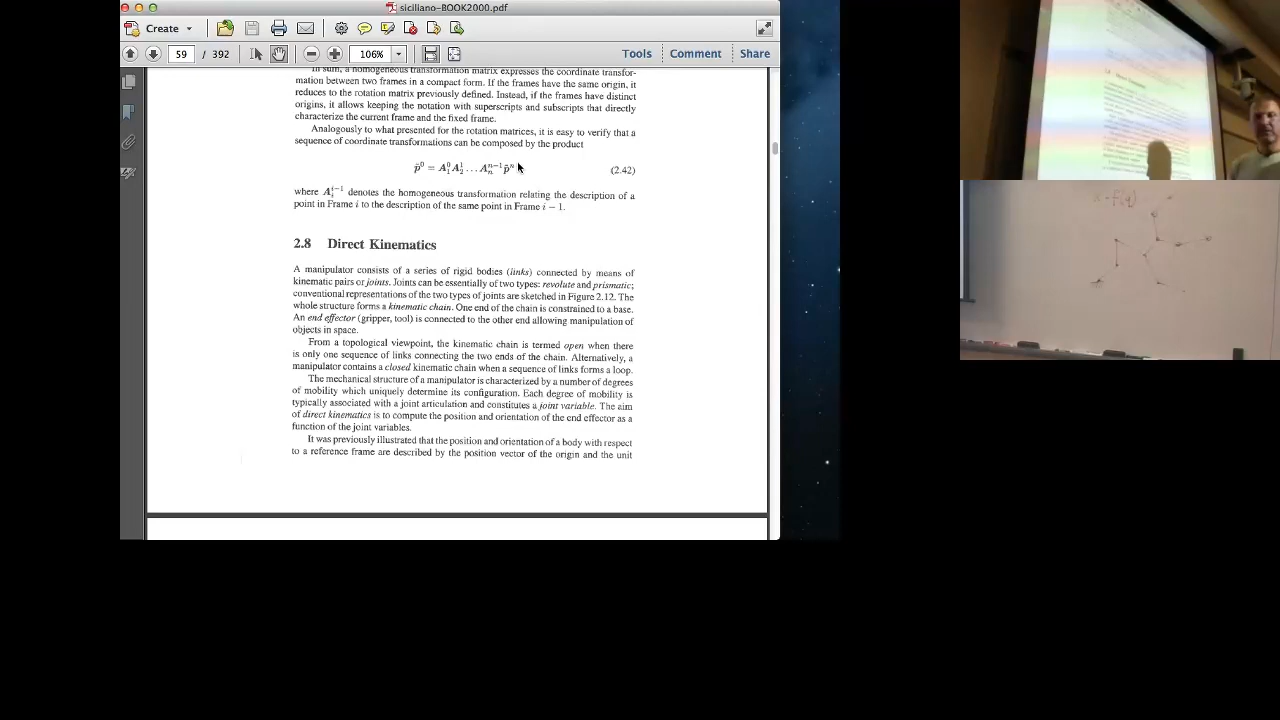 siciliano-BOOK2000.pdf
Create
59 / 392
106%
Tools
Comment
Share
In sum, a homogeneous transformation matrix expresses the coordinate transfor-
mation between two frames in a compact form. If the frames have the same origin, it
reduces to the rotation matrix previously defined. Instead, if the frames have distinct
origins, it allows keeping the notation with superscripts and subscripts that directly
characterize the current frame and the fixed frame.
Analogously to what presented for the rotation matrices, it is easy to verify that a
sequence of coordinate transformations can be composed by the product
p̃⁰ = A₁⁰A₂¹ . . . Aₙⁿ⁻¹p̃ⁿ (2.42)
where Aᵢⁱ⁻¹ denotes the homogeneous transformation relating the description of a
point in Frame i to the description of the same point in Frame i − 1.
2.8 Direct Kinematics
A manipulator consists of a series of rigid bodies (links) connected by means of
kinematic pairs or joints. Joints can be essentially of two types: revolute and prismatic;
conventional representations of the two types of joints are sketched in Figure 2.12. The
whole structure forms a kinematic chain. One end of the chain is constrained to a base.
An end effector (gripper, tool) is connected to the other end allowing manipulation of
objects in space.
From a topological viewpoint, the kinematic chain is termed open when there
is only one sequence of links connecting the two ends of the chain. Alternatively, a
manipulator contains a closed kinematic chain when a sequence of links forms a loop.
The mechanical structure of a manipulator is characterized by a number of degrees
of mobility which uniquely determine its configuration. Each degree of mobility is
typically associated with a joint articulation and constitutes a joint variable. The aim
of direct kinematics is to compute the position and orientation of the end effector as a
function of the joint variables.
It was previously illustrated that the position and orientation of a body with respect
to a reference frame are described by the position vector of the origin and the unit